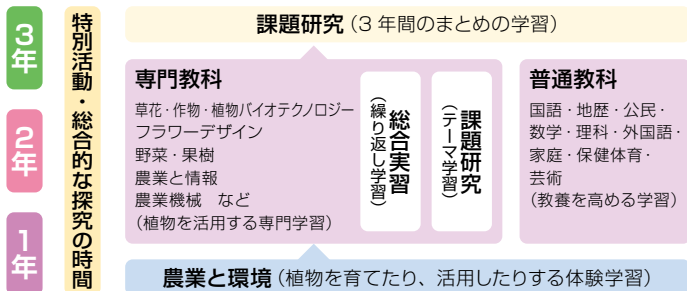 3年
2年
1年
特別活動・総合的な探究の時間
課題研究(3年間のまとめの学習)
専門教科
草花・作物・植物バイオテクノロジー
フラワーデザイン
野菜・果樹
農業と情報
農業機械 など
(植物を活用する専門学習)
総合実習
(繰り返し学習)
課題研究
(テーマ学習)
普通教科
国語・地歴・公民・
数学・理科・外国語・
家庭・保健体育・
芸術
(教養を高める学習)
農業と環境(植物を育てたり、活用したりする体験学習)